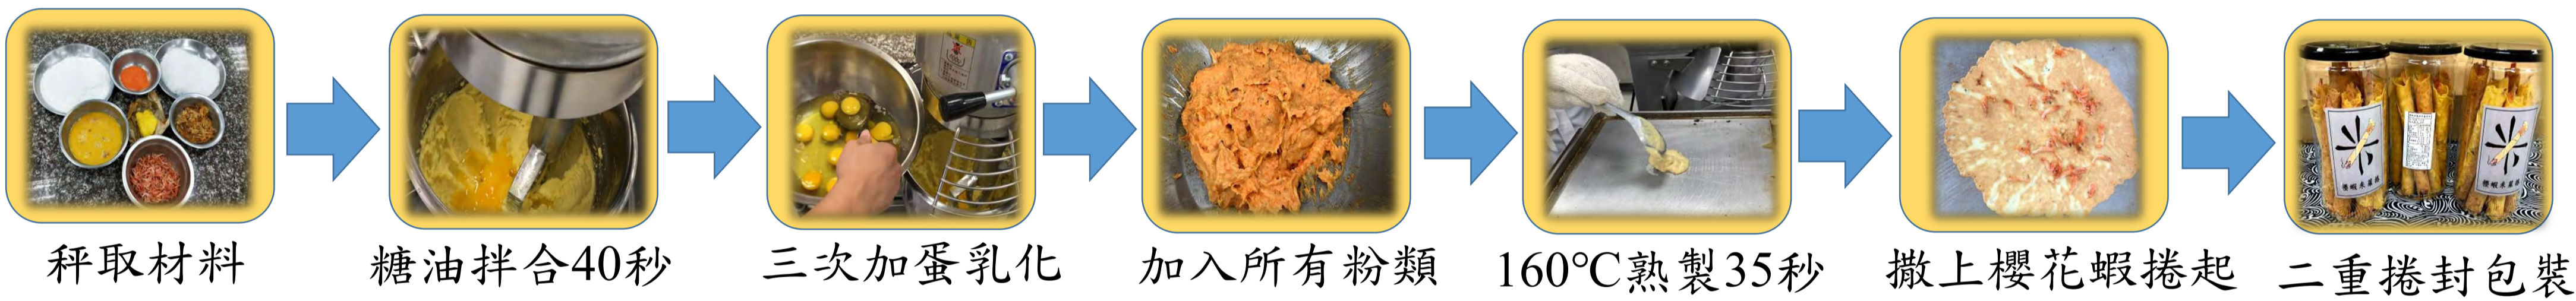 秤取材料
糖油拌合40秒
三次加蛋乳化
加入所有粉類
160℃熟製35秒
撒上櫻花蝦捲起
二重捲封包裝